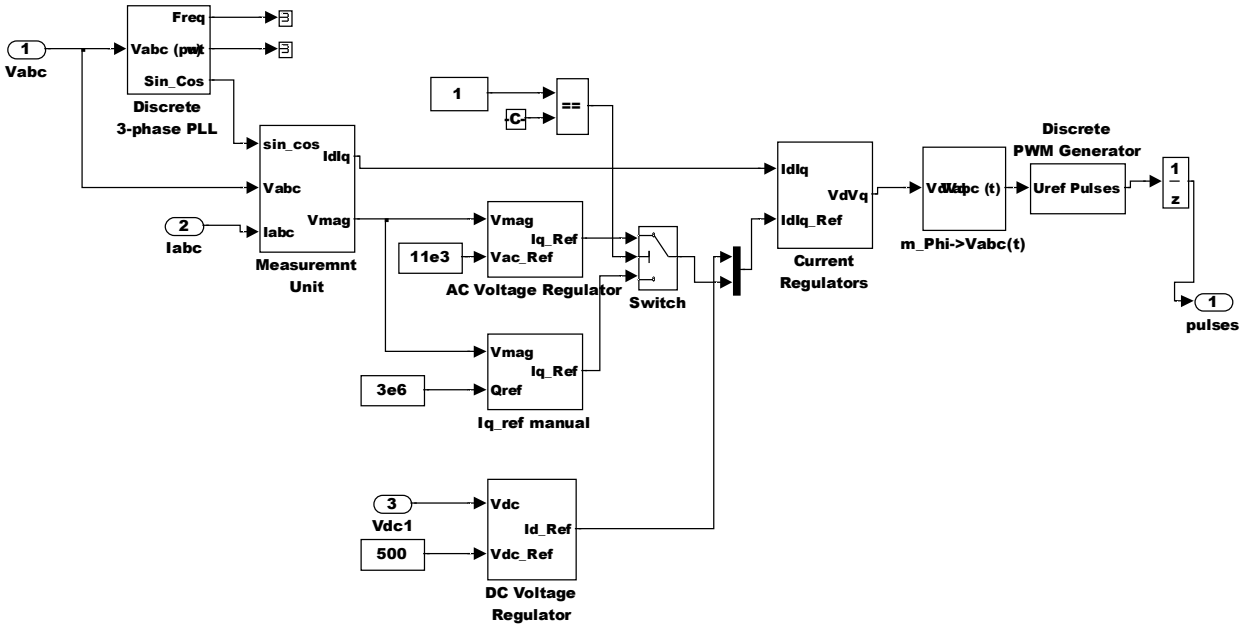 Freq
1
Vabc
Vabc (pu)
wt
Sin_Cos
Discrete
3-phase PLL
1
-C-
==
sin_cos
IdIq
Vabc
Vmag
2
Iabc
Iabc
Measuremnt
Unit
Vmag
Iq_Ref
11e3
Vac_Ref
AC Voltage Regulator
Switch
Vmag
Iq_Ref
3e6
Qref
Iq_ref manual
3
Vdc1
Vdc
Id_Ref
500
Vdc_Ref
DC Voltage
Regulator
IdIq
VdVq
IdIq_Ref
Current
Regulators
VdVq
Vabc (t)
m_Phi->Vabc(t)
Discrete
PWM Generator
Uref Pulses
1
z
1
pulses